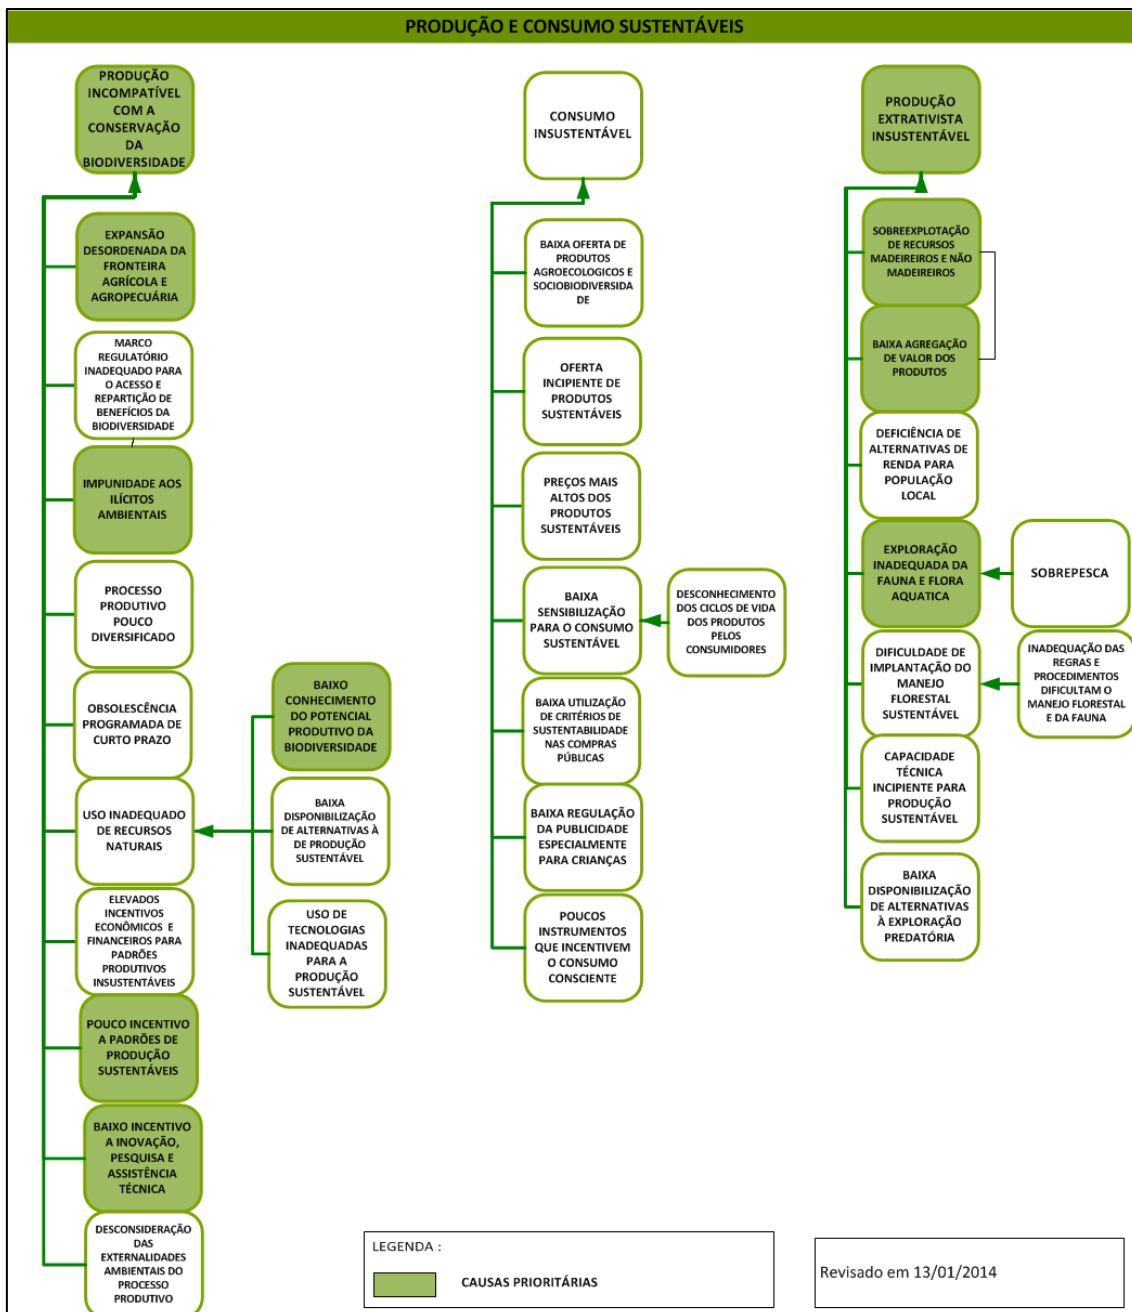 PRODUÇÃO E CONSUMO SUSTENTÁVEIS
PRODUÇÃO
INCOMPATÍVEL
COM A
CONSERVAÇÃO
DA
BIODIVERSIDADE
EXPANSÃO
DESORDENADA DA
FRONTEIRA
AGRÍCOLA E
AGROPECUÁRIA
MARCO
REGULATÓRIO
INADEQUADO PARA
O ACESSO E
REPARTIÇÃO DE
BENEFÍCIOS DA
BIODIVERSIDADE
IMPUNIDADE AOS
ILÍCITOS
AMBIENTAIS
PROCESSO
PRODUTIVO
POUCO
DIVERSIFICADO
OBSOLESCÊNCIA
PROGRAMADA DE
CURTO PRAZO
USO INADEQUADO
DE RECURSOS
NATURAIS
BAIXO
CONHECIMENTO
DO POTENCIAL
PRODUTIVO DA
BIODIVERSIDADE
BAIXA
DISPONIBILIZAÇÃO
DE ALTERNATIVAS À
DE PRODUÇÃO
SUSTENTÁVEL
USO DE
TECNOLOGIAS
INADEQUADAS
PARA A
PRODUÇÃO
SUSTENTÁVEL
ELEVADOS
INCENTIVOS
ECONÔMICOS E
FINANCEIROS PARA
PADRÕES
PRODUTIVOS
INSUSTENTÁVEIS
POUCO INCENTIVO
A PADRÕES DE
PRODUÇÃO
SUSTENTÁVEIS
BAIXO INCENTIVO
A INOVAÇÃO,
PESQUISA E
ASSISTÊNCIA
TÉCNICA
DESCONSIDERAÇÃO
DAS
EXTERNALIDADES
AMBIENTAIS DO
PROCESSO
PRODUTIVO
CONSUMO
INSUSTENTÁVEL
BAIXA OFERTA DE
PRODUTOS
AGROECOLOGICOS E
SOCIOBIODIVERSIDA
DE
OFERTA
INCIPIENTE DE
PRODUTOS
SUSTENTÁVEIS
PREÇOS MAIS
ALTOS DOS
PRODUTOS
SUSTENTÁVEIS
BAIXA
SENSIBILIZAÇÃO
PARA O CONSUMO
SUSTENTÁVEL
DESCONHECIMENTO
DOS CICLOS DE VIDA
DOS PRODUTOS
PELOS
CONSUMIDORES
BAIXA UTILIZAÇÃO
DE CRITÉRIOS DE
SUSTENTABILIDADE
NAS COMPRAS
PÚBLICAS
BAIXA REGULAÇÃO
DA PUBLICIDADE
ESPECIALMENTE
PARA CRIANÇAS
POUCOS
INSTRUMENTOS
QUE INCENTIVEM
O CONSUMO
CONSCIENTE
PRODUÇÃO
EXTRATIVISTA
INSUSTENTÁVEL
SOBREEXPLOTAÇÃO
DE RECURSOS
MADEIREIROS E NÃO
MADEIREIROS
BAIXA AGREGAÇÃO
DE VALOR DOS
PRODUTOS
DEFICIÊNCIA DE
ALTERNATIVAS DE
RENDA PARA
POPULAÇÃO
LOCAL
EXPLORAÇÃO
INADEQUADA DA
FAUNA E FLORA
AQUATICA
SOBREPESCA
DIFICULDADE DE
IMPLANTAÇÃO DO
MANEJO
FLORESTAL
SUSTENTÁVEL
INADEQUAÇÃO DAS
REGRAS E
PROCEDIMENTOS
DIFICULTAM O
MANEJO FLORESTAL
E DA FAUNA
CAPACIDADE
TÉCNICA
INCIPIENTE PARA
PRODUÇÃO
SUSTENTÁVEL
BAIXA
DISPONIBILIZAÇÃO
DE ALTERNATIVAS
À EXPLORAÇÃO
PREDATÓRIA
LEGENDA :
CAUSAS PRIORITÁRIAS
Revisado em 13/01/2014